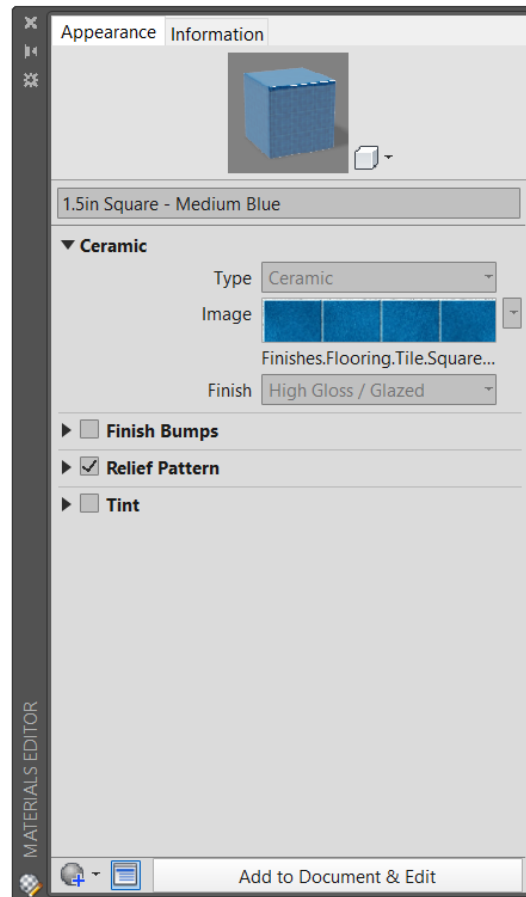 Appearance
Information
1.5in Square - Medium Blue
Ceramic
Type
Ceramic
Image
Finishes.Flooring.Tile.Square...
Finish
High Gloss / Glazed
Finish Bumps
Relief Pattern
Tint
MATERIALS EDITOR
Add to Document & Edit